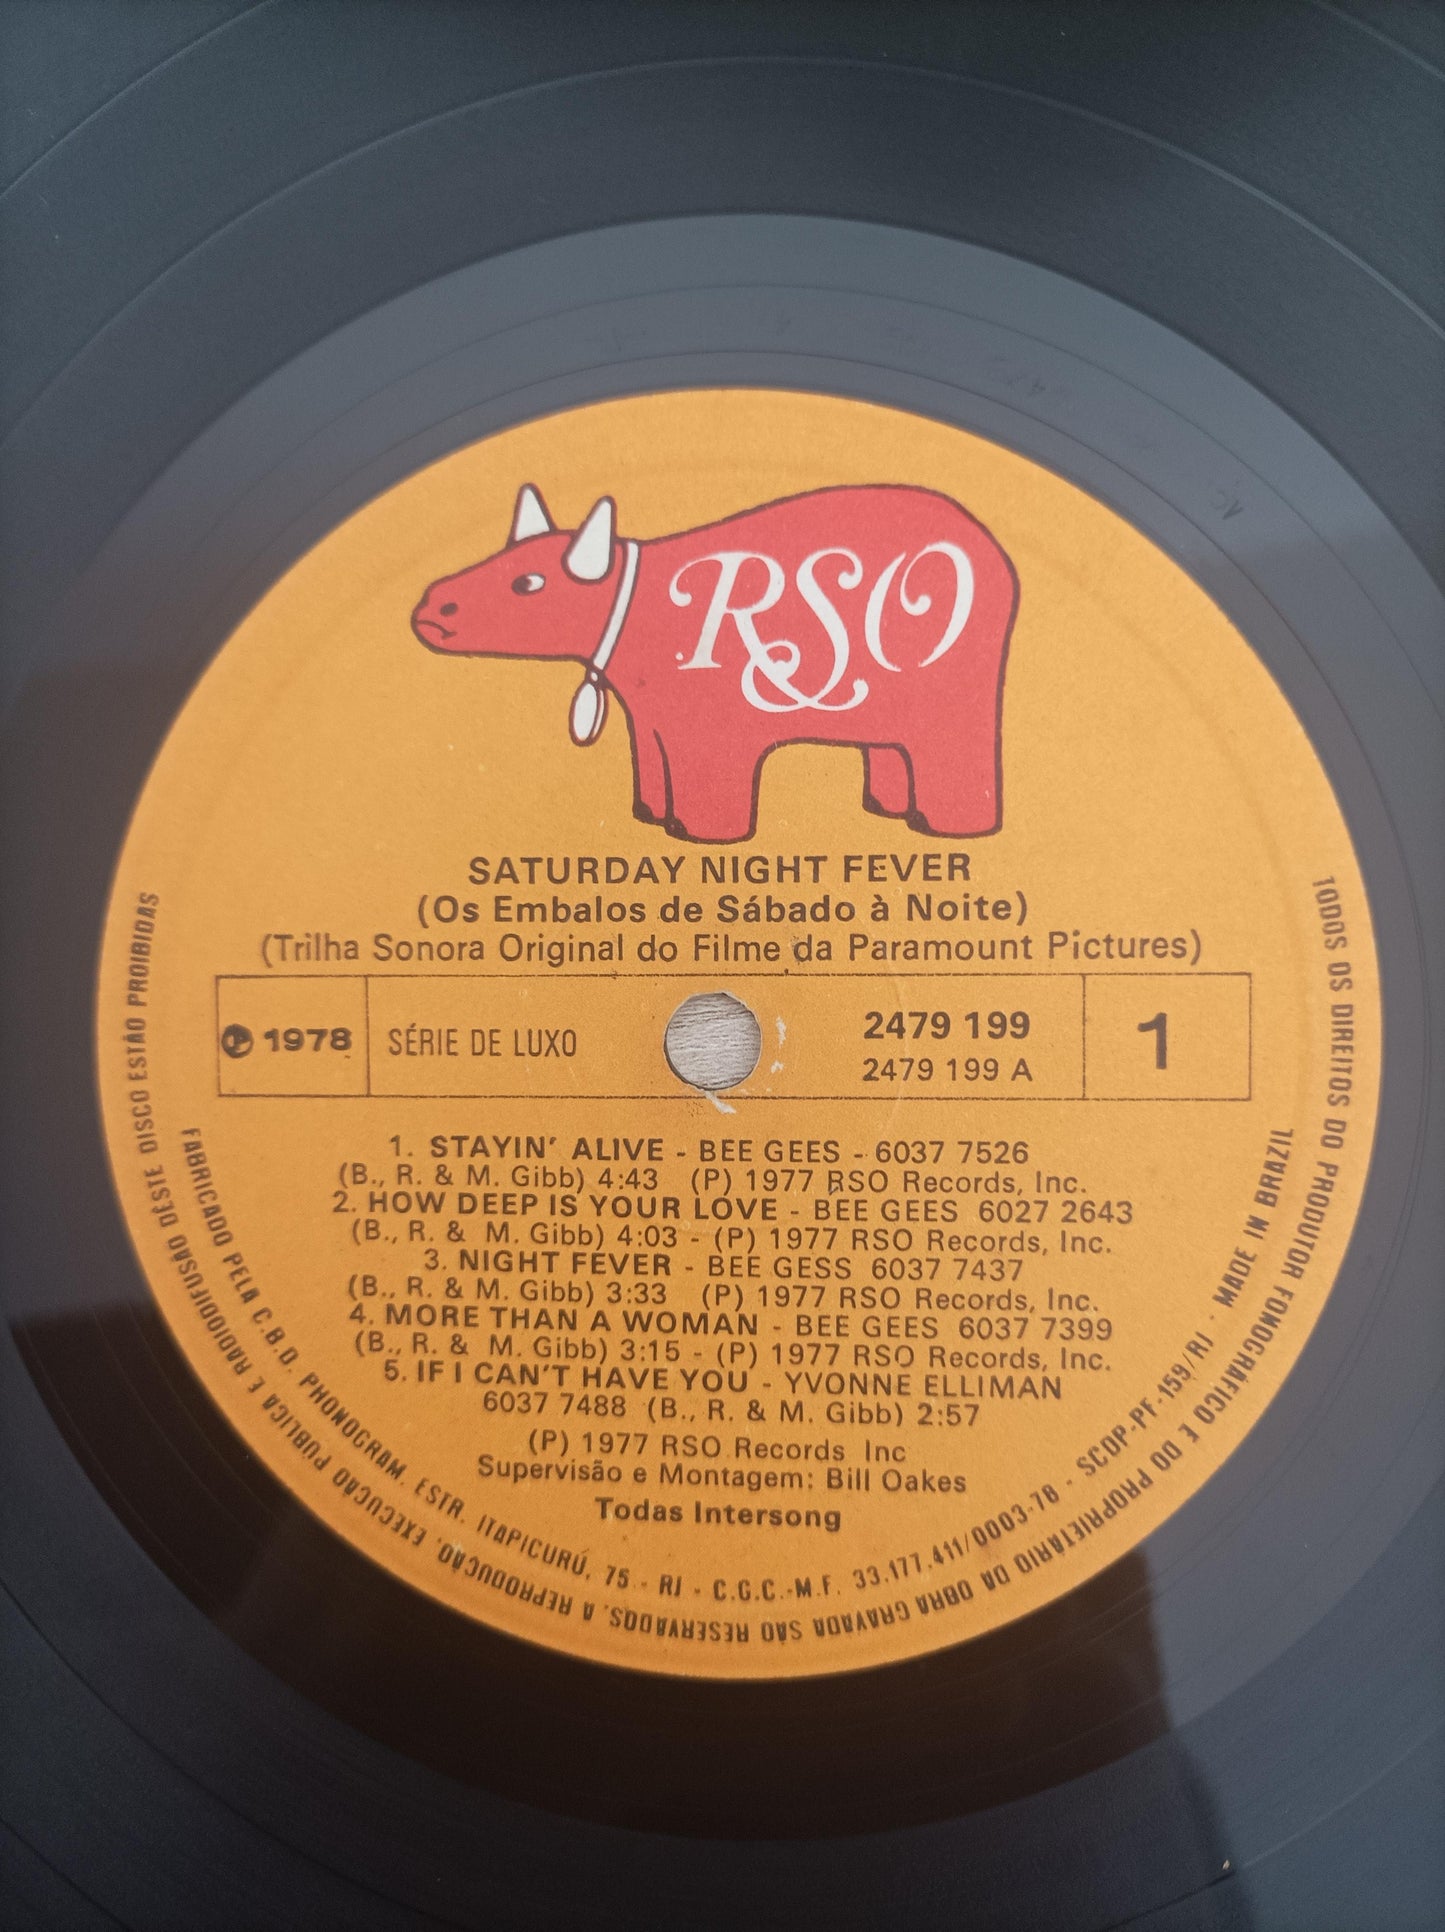 RSO
SATURDAY NIGHT FEVER
(Os Embalos de Sábado à Noite)
(Trilha Sonora Original do Filme da Paramount Pictures)
Ⓟ 1978 SÉRIE DE LUXO 2479 199 1
2479 199 A
1. STAYIN' ALIVE - BEE GEES - 6037 7526
(B., R. & M. Gibb) 4:43 (P) 1977 RSO Records, Inc.
2. HOW DEEP IS YOUR LOVE - BEE GEES 6027 2643
(B., R. & M. Gibb) 4:03 - (P) 1977 RSO Records, Inc.
3. NIGHT FEVER - BEE GESS 6037 7437
(B., R. & M. Gibb) 3:33 (P) 1977 RSO Records, Inc.
4. MORE THAN A WOMAN - BEE GEES 6037 7399
(B., R. & M. Gibb) 3:15 - (P) 1977 RSO Records, Inc.
5. IF I CAN'T HAVE YOU - YVONNE ELLIMAN
6037 7488 (B., R. & M. Gibb) 2:57
(P) 1977 RSO Records Inc
Supervisão e Montagem: Bill Oakes
Todas Intersong
FABRICADO PELA C.B.D. PHONOGRAM. ESTR. ITAPICURÚ, 75 - RJ - C.G.C.-M.F. 33.177.411/0003-78 - SCDP-PF-159/RJ - MADE IN BRAZIL
TODOS OS DIREITOS DO PRODUTOR FONOGRÁFICO E DO PROPRIETÁRIO DA OBRA GRAVADA SÃO RESERVADOS. A REPRODUÇÃO, EXECUÇÃO PÚBLICA E RADIODIFUSÃO DÊSTE DISCO ESTÃO PROIBIDAS